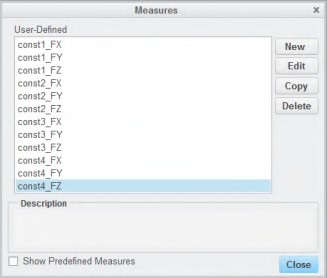 Measures
x
User-Defined
const1_FX
const1_FY
const1_FZ
const2_FX
const2_FY
const2_FZ
const3_FX
const3_FY
const3_FZ
const4_FX
const4_FY
const4_FZ
New
Edit
Copy
Delete
Description
Show Predefined Measures
Close